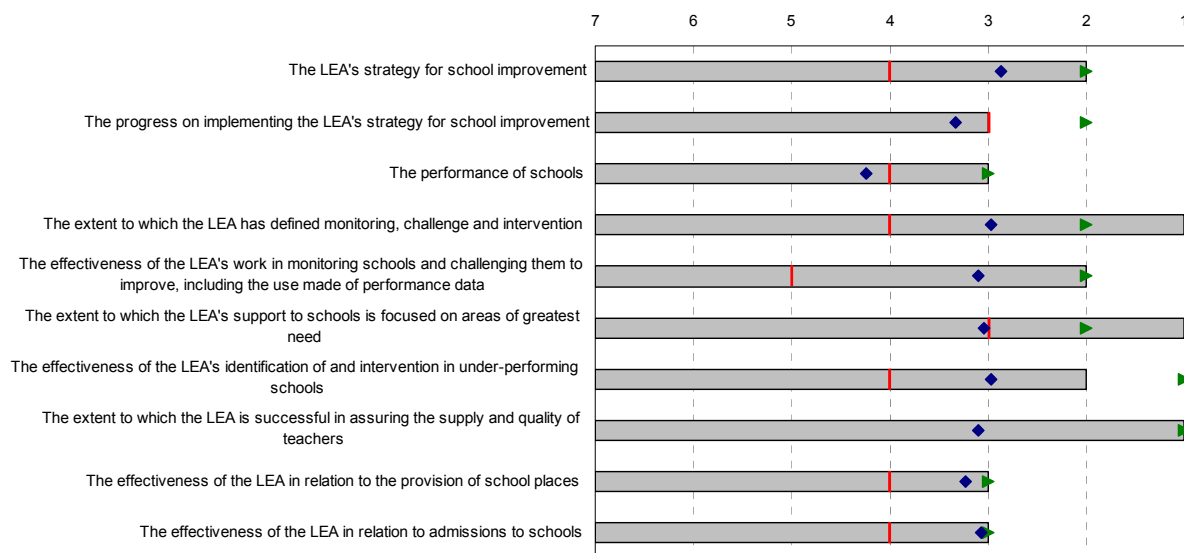 7 6 5 4 3 2 1
The LEA's strategy for school improvement
The progress on implementing the LEA's strategy for school improvement
The performance of schools
The extent to which the LEA has defined monitoring, challenge and intervention
The effectiveness of the LEA's work in monitoring schools and challenging them to
improve, including the use made of performance data
The extent to which the LEA's support to schools is focused on areas of greatest
need
The effectiveness of the LEA's identification of and intervention in under-performing
schools
The extent to which the LEA is successful in assuring the supply and quality of
teachers
The effectiveness of the LEA in relation to the provision of school places
The effectiveness of the LEA in relation to admissions to schools